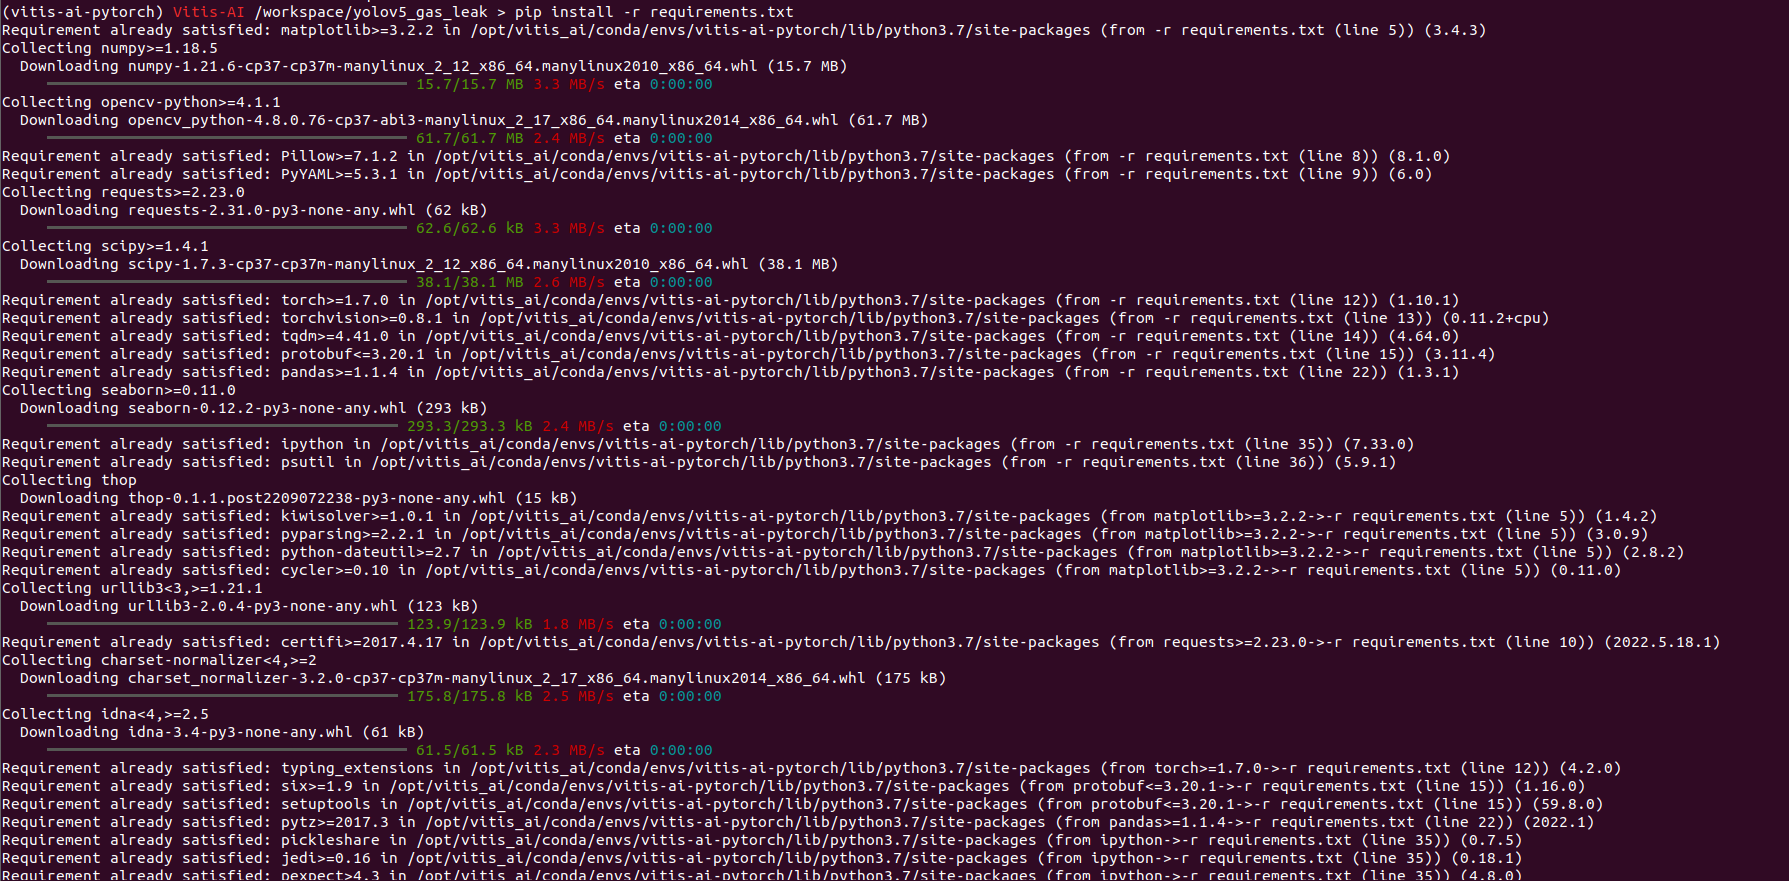 (vitis-ai-pytorch) Vitis-AI /workspace/yolov5_gas_leak > pip install -r requirements.txt
Requirement already satisfied: matplotlib>=3.2.2 in /opt/vitis_ai/conda/envs/vitis-ai-pytorch/lib/python3.7/site-packages (from -r requirements.txt (line 5)) (3.4.3)
Collecting numpy>=1.18.5
  Downloading numpy-1.21.6-cp37-cp37m-manylinux_2_12_x86_64.manylinux2010_x86_64.whl (15.7 MB)
15.7/15.7 MB 3.3 MB/s eta 0:00:00
Collecting opencv-python>=4.1.1
  Downloading opencv_python-4.8.0.76-cp37-abi3-manylinux_2_17_x86_64.manylinux2014_x86_64.whl (61.7 MB)
61.7/61.7 MB 2.4 MB/s eta 0:00:00
Requirement already satisfied: Pillow>=7.1.2 in /opt/vitis_ai/conda/envs/vitis-ai-pytorch/lib/python3.7/site-packages (from -r requirements.txt (line 8)) (8.1.0)
Requirement already satisfied: PyYAML>=5.3.1 in /opt/vitis_ai/conda/envs/vitis-ai-pytorch/lib/python3.7/site-packages (from -r requirements.txt (line 9)) (6.0)
Collecting requests>=2.23.0
  Downloading requests-2.31.0-py3-none-any.whl (62 kB)
62.6/62.6 kB 3.3 MB/s eta 0:00:00
Collecting scipy>=1.4.1
  Downloading scipy-1.7.3-cp37-cp37m-manylinux_2_12_x86_64.manylinux2010_x86_64.whl (38.1 MB)
38.1/38.1 MB 2.6 MB/s eta 0:00:00
Requirement already satisfied: torch>=1.7.0 in /opt/vitis_ai/conda/envs/vitis-ai-pytorch/lib/python3.7/site-packages (from -r requirements.txt (line 12)) (1.10.1)
Requirement already satisfied: torchvision>=0.8.1 in /opt/vitis_ai/conda/envs/vitis-ai-pytorch/lib/python3.7/site-packages (from -r requirements.txt (line 13)) (0.11.2+cpu)
Requirement already satisfied: tqdm>=4.41.0 in /opt/vitis_ai/conda/envs/vitis-ai-pytorch/lib/python3.7/site-packages (from -r requirements.txt (line 14)) (4.64.0)
Requirement already satisfied: protobuf<=3.20.1 in /opt/vitis_ai/conda/envs/vitis-ai-pytorch/lib/python3.7/site-packages (from -r requirements.txt (line 15)) (3.11.4)
Requirement already satisfied: pandas>=1.1.4 in /opt/vitis_ai/conda/envs/vitis-ai-pytorch/lib/python3.7/site-packages (from -r requirements.txt (line 22)) (1.3.1)
Collecting seaborn>=0.11.0
  Downloading seaborn-0.12.2-py3-none-any.whl (293 kB)
293.3/293.3 kB 2.4 MB/s eta 0:00:00
Requirement already satisfied: ipython in /opt/vitis_ai/conda/envs/vitis-ai-pytorch/lib/python3.7/site-packages (from -r requirements.txt (line 35)) (7.33.0)
Requirement already satisfied: psutil in /opt/vitis_ai/conda/envs/vitis-ai-pytorch/lib/python3.7/site-packages (from -r requirements.txt (line 36)) (5.9.1)
Collecting thop
  Downloading thop-0.1.1.post2209072238-py3-none-any.whl (15 kB)
Requirement already satisfied: kiwisolver>=1.0.1 in /opt/vitis_ai/conda/envs/vitis-ai-pytorch/lib/python3.7/site-packages (from matplotlib>=3.2.2->-r requirements.txt (line 5)) (1.4.2)
Requirement already satisfied: pyparsing>=2.2.1 in /opt/vitis_ai/conda/envs/vitis-ai-pytorch/lib/python3.7/site-packages (from matplotlib>=3.2.2->-r requirements.txt (line 5)) (3.0.9)
Requirement already satisfied: python-dateutil>=2.7 in /opt/vitis_ai/conda/envs/vitis-ai-pytorch/lib/python3.7/site-packages (from matplotlib>=3.2.2->-r requirements.txt (line 5)) (2.8.2)
Requirement already satisfied: cycler>=0.10 in /opt/vitis_ai/conda/envs/vitis-ai-pytorch/lib/python3.7/site-packages (from matplotlib>=3.2.2->-r requirements.txt (line 5)) (0.11.0)
Collecting urllib3<3,>=1.21.1
  Downloading urllib3-2.0.4-py3-none-any.whl (123 kB)
123.9/123.9 kB 1.8 MB/s eta 0:00:00
Requirement already satisfied: certifi>=2017.4.17 in /opt/vitis_ai/conda/envs/vitis-ai-pytorch/lib/python3.7/site-packages (from requests>=2.23.0->-r requirements.txt (line 10)) (2022.5.18.1)
Collecting charset-normalizer<4,>=2
  Downloading charset_normalizer-3.2.0-cp37-cp37m-manylinux_2_17_x86_64.manylinux2014_x86_64.whl (175 kB)
175.8/175.8 kB 2.5 MB/s eta 0:00:00
Collecting idna<4,>=2.5
  Downloading idna-3.4-py3-none-any.whl (61 kB)
61.5/61.5 kB 2.3 MB/s eta 0:00:00
Requirement already satisfied: typing_extensions in /opt/vitis_ai/conda/envs/vitis-ai-pytorch/lib/python3.7/site-packages (from torch>=1.7.0->-r requirements.txt (line 12)) (4.2.0)
Requirement already satisfied: six>=1.9 in /opt/vitis_ai/conda/envs/vitis-ai-pytorch/lib/python3.7/site-packages (from protobuf<=3.20.1->-r requirements.txt (line 15)) (1.16.0)
Requirement already satisfied: setuptools in /opt/vitis_ai/conda/envs/vitis-ai-pytorch/lib/python3.7/site-packages (from protobuf<=3.20.1->-r requirements.txt (line 15)) (59.8.0)
Requirement already satisfied: pytz>=2017.3 in /opt/vitis_ai/conda/envs/vitis-ai-pytorch/lib/python3.7/site-packages (from pandas>=1.1.4->-r requirements.txt (line 22)) (2022.1)
Requirement already satisfied: pickleshare in /opt/vitis_ai/conda/envs/vitis-ai-pytorch/lib/python3.7/site-packages (from ipython->-r requirements.txt (line 35)) (0.7.5)
Requirement already satisfied: jedi>=0.16 in /opt/vitis_ai/conda/envs/vitis-ai-pytorch/lib/python3.7/site-packages (from ipython->-r requirements.txt (line 35)) (0.18.1)
Requirement already satisfied: pexpect>4.3 in /opt/vitis_ai/conda/envs/vitis-ai-pytorch/lib/python3.7/site-packages (from ipython->-r requirements.txt (line 35)) (4.8.0)